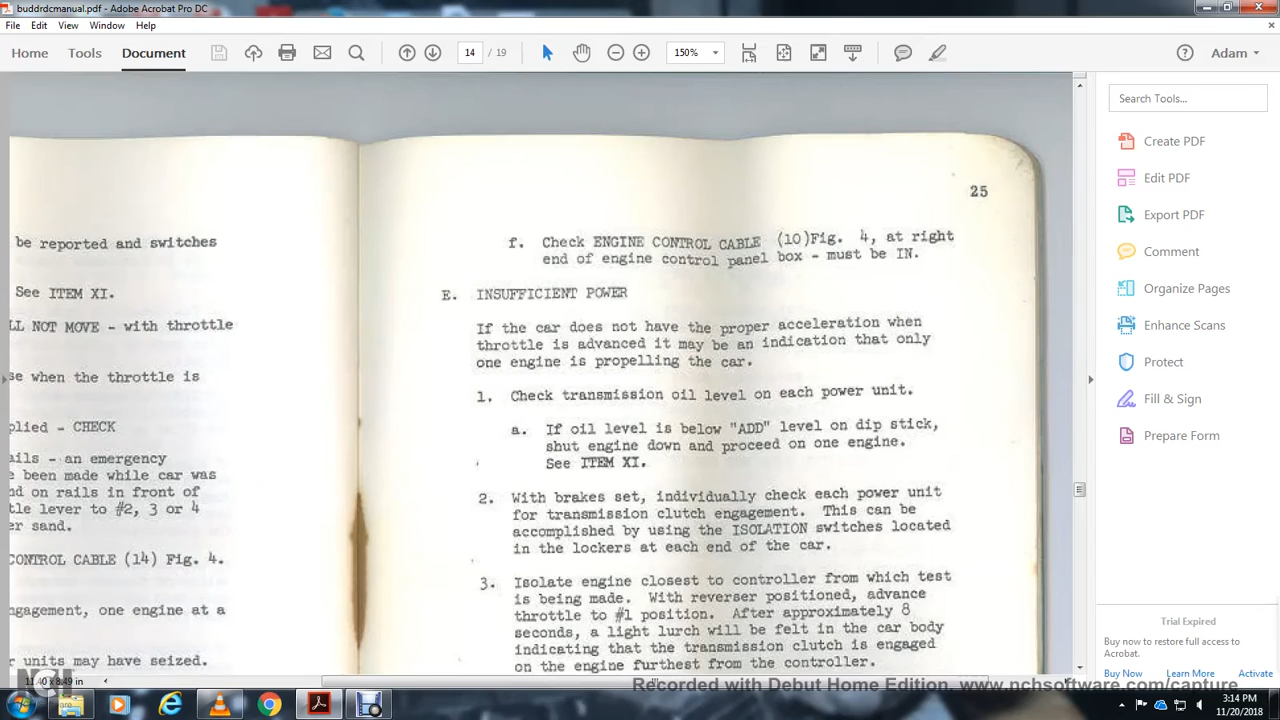 buddrdcmanual.pdf - Adobe Acrobat Pro DC
File Edit View Window Help
Home Tools Document 14 / 19 150% Adam
25
be reported and switches
See ITEM XI.
LL NOT MOVE - with throttle
se when the throttle is
plied - CHECK
ails - an emergency
e been made while car was
nd on rails in front of
tle lever to #2, 3 or 4
er sand.
CONTROL CABLE (14) Fig. 4.
ngagement, one engine at a
r units may have seized.
f. Check ENGINE CONTROL CABLE (10)Fig. 4, at right
end of engine control panel box - must be IN.
E. INSUFFICIENT POWER
If the car does not have the proper acceleration when
throttle is advanced it may be an indication that only
one engine is propelling the car.
1. Check transmission oil level on each power unit.
a. If oil level is below "ADD" level on dip stick,
shut engine down and proceed on one engine.
See ITEM XI.
2. With brakes set, individually check each power unit
for transmission clutch engagement. This can be
accomplished by using the ISOLATION switches located
in the lockers at each end of the car.
3. Isolate engine closest to controller from which test
is being made. With reverser positioned, advance
throttle to #1 position. After approximately 8
seconds, a light lurch will be felt in the car body
indicating that the transmission clutch is engaged
on the engine furthest from the controller.
Search Tools...
Create PDF
Edit PDF
Export PDF
Comment
Organize Pages
Enhance Scans
Protect
Fill & Sign
Prepare Form
Trial Expired
Buy now to restore full access to
Acrobat.
Buy Now Learn More Activate
11.40 x 8.49 in
NCH
Recorded with Debut Home Edition. www.nchsoftware.com/capture
3:14 PM
11/20/2018